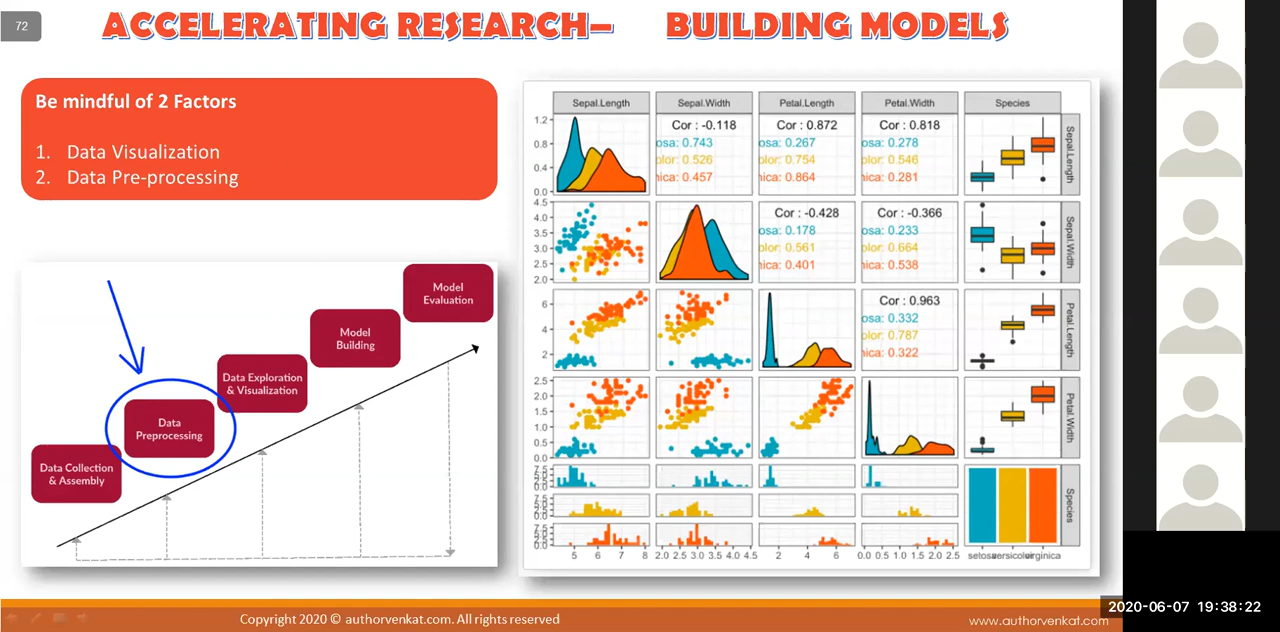 72
ACCELERATING RESEARCH– BUILDING MODELS
Be mindful of 2 Factors
1. Data Visualization
2. Data Pre-processing
Model
Evaluation
Model
Building
Data Exploration
& Visualization
Data
Preprocessing
Data Collection
& Assembly
Sepal.Length Sepal.Width Petal.Length Petal.Width Species
1.2
0.8
0.4
0.0
Cor : -0.118
osa: 0.743
olor: 0.526
nica: 0.457
Cor : 0.872
osa: 0.267
olor: 0.754
nica: 0.864
Cor : 0.818
osa: 0.278
olor: 0.546
nica: 0.281
Sepal.Length
4.5
4.0
3.5
3.0
2.5
2.0
Cor : -0.428
osa: 0.178
olor: 0.561
nica: 0.401
Cor : -0.366
osa: 0.233
olor: 0.664
nica: 0.538
Sepal.Width
6
4
2
Cor : 0.963
osa: 0.332
olor: 0.787
nica: 0.322
Petal.Length
2.5
2.0
1.5
1.0
0.5
0.0
Petal.Width
7.5
5.0
7.5
7.5
Species
5 6 7 8 2.0 2.5 3.0 3.5 4.0 4.5 2 4 6 0.0 0.5 1.0 1.5 2.0 2.5 setosa versicolor virginica
Copyright 2020 © authorvenkat.com. All rights reserved
www.authorvenkat.com
2020-06-07 19:38:22